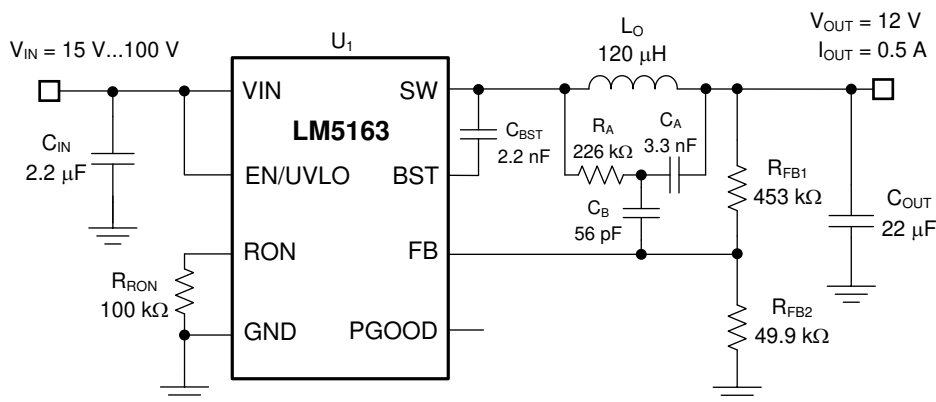 V_IN = 15 V...100 V
U_1
L_O
120 μH
V_OUT = 12 V
I_OUT = 0.5 A
VIN
SW
LM5163
C_IN
2.2 μF
C_BST
2.2 nF
R_A
226 kΩ
C_A
3.3 nF
EN/UVLO
BST
R_FB1
453 kΩ
C_OUT
22 μF
C_B
56 pF
RON
FB
R_RON
100 kΩ
GND
PGOOD
R_FB2
49.9 kΩ